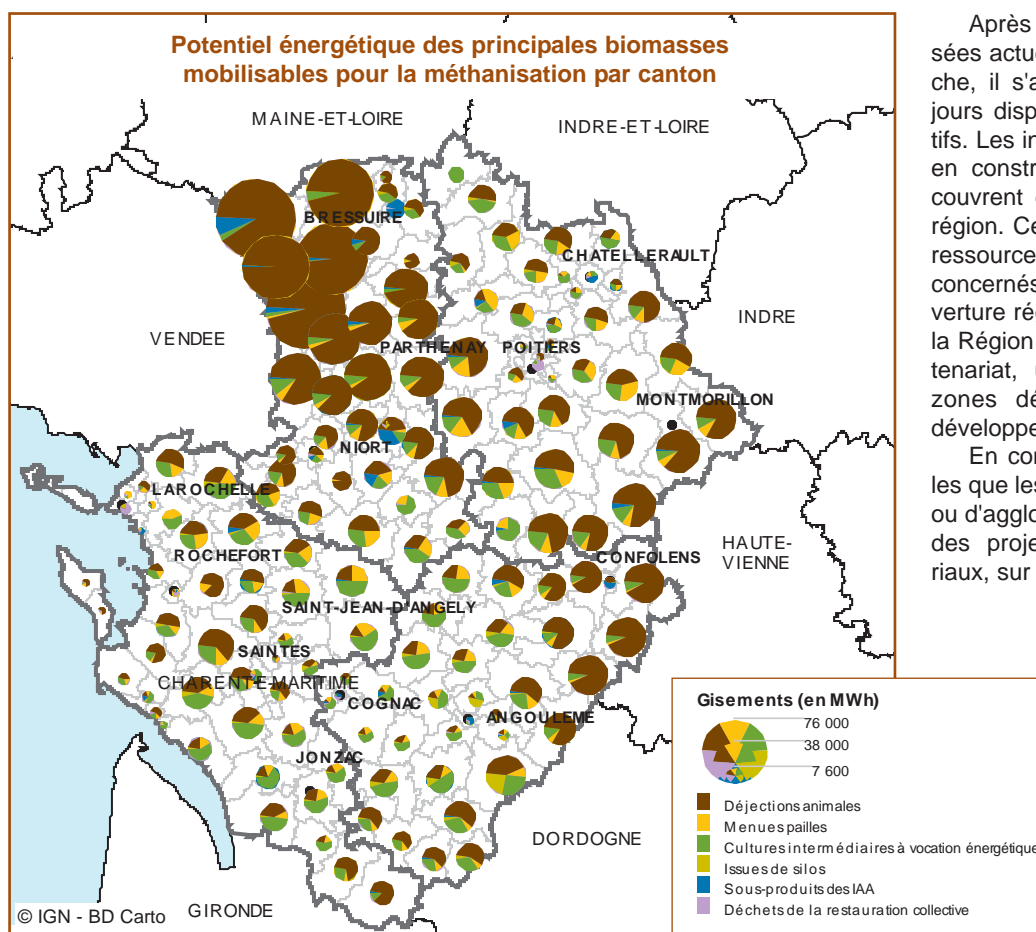 Potentiel énergétique des principales biomasses
mobilisables pour la méthanisation par canton
MAINE-ET-LOIRE
INDRE-ET-LOIRE
BRESSUIRE
CHATELLERAULT
INDRE
VENDEE
PARTHENAY
POITIERS
MONTMORILLON
NIORT
LA ROCHELLE
HAUTE-
VIENNE
CONFOLENS
ROCHEFORT
SAINT-JEAN-D'ANGELY
SAINTES
CHARENTE-MARITIME
COGNAC
ANGOULEME
JONZAC
DORDOGNE
GIRONDE
© IGN - BD Carto
Gisements (en MWh)
76 000
38 000
7 600
Déjections animales
Menues pailles
Cultures intermédiaires à vocation énergétique
Issues de silos
Sous-produits des IAA
Déchets de la restauration collective
Après
sées actue
che, il s'a
jours disp
tifs. Les in
en constr
couvrent
région. Ce
ressource
concernés
verture ré
la Région
tenariat,
zones dé
développe
En con
les que les
ou d'agglo
des proje
riaux, sur